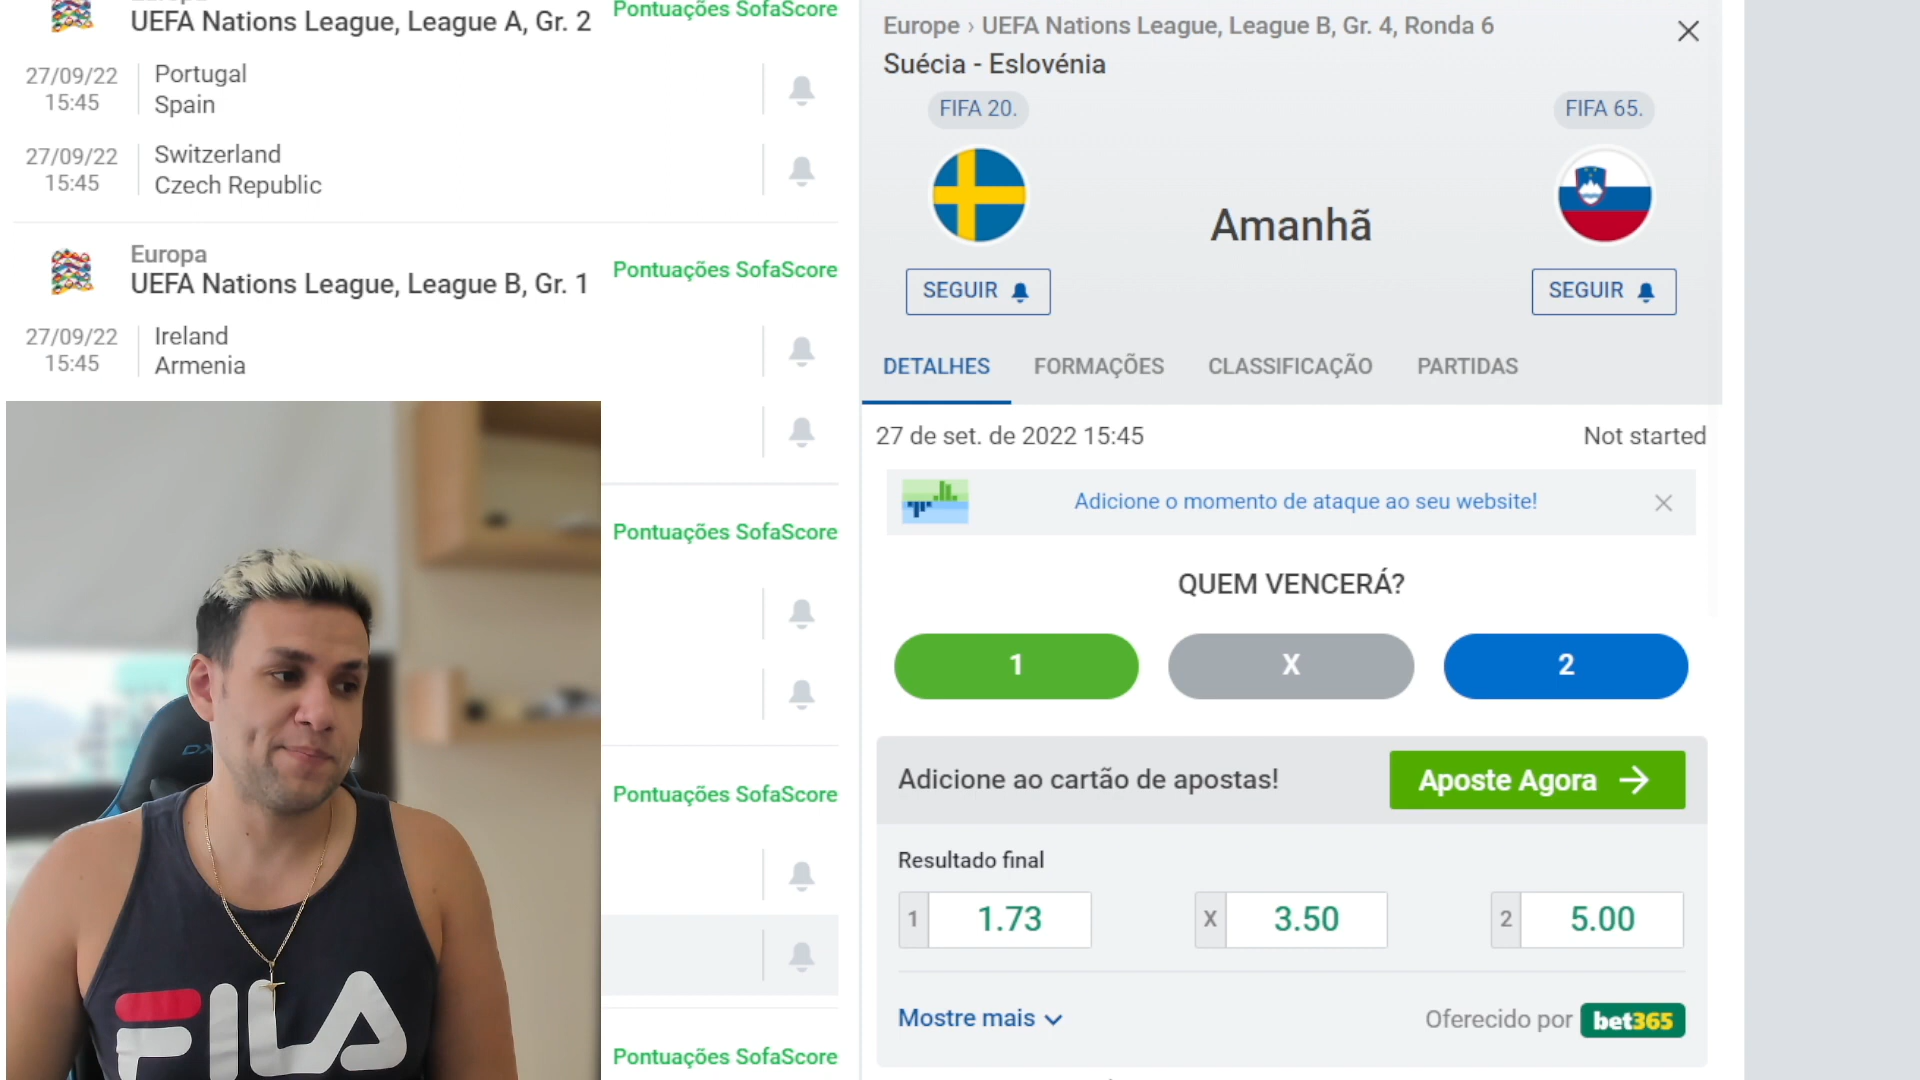 UEFA Nations League, League A, Gr. 2
Pontuações SofaScore
27/09/22
15:45
Portugal
Spain
27/09/22
15:45
Switzerland
Czech Republic
Europa
UEFA Nations League, League B, Gr. 1
Pontuações SofaScore
27/09/22
15:45
Ireland
Armenia
Pontuações SofaScore
Pontuações SofaScore
Pontuações SofaScore
DX
FILA
Europe › UEFA Nations League, League B, Gr. 4, Ronda 6
Suécia - Eslovénia
FIFA 20.
FIFA 65.
Amanhã
SEGUIR
SEGUIR
DETALHES
FORMAÇÕES
CLASSIFICAÇÃO
PARTIDAS
27 de set. de 2022 15:45
Not started
Adicione o momento de ataque ao seu website!
QUEM VENCERÁ?
1
X
2
Adicione ao cartão de apostas!
Aposte Agora
Resultado final
1 1.73
X 3.50
2 5.00
Mostre mais
Oferecido por bet365